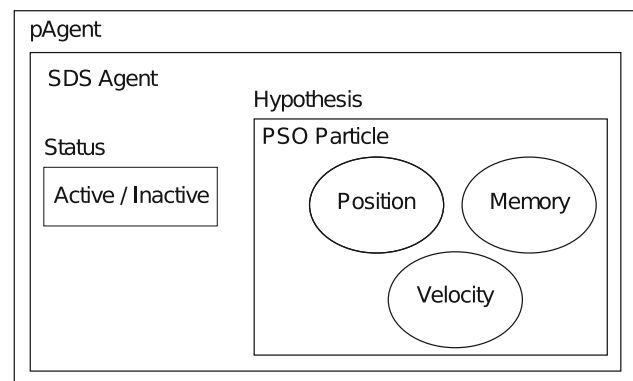 pAgent
SDS Agent
Hypothesis
PSO Particle
Status
Active / Inactive
Position
Memory
Velocity